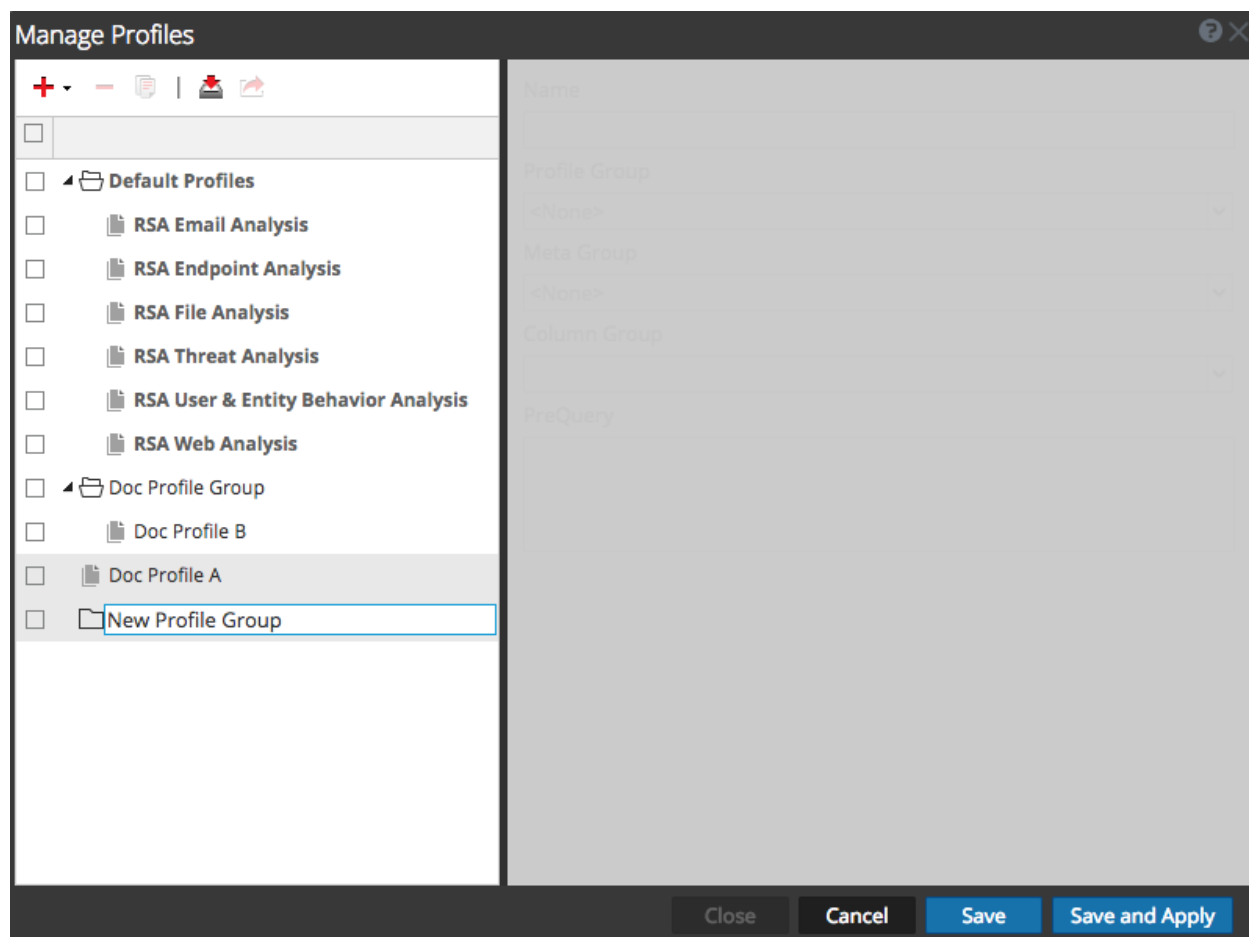 Manage Profiles
Name
Profile Group
<None>
Meta Group
<None>
Column Group
PreQuery
Default Profiles
RSA Email Analysis
RSA Endpoint Analysis
RSA File Analysis
RSA Threat Analysis
RSA User & Entity Behavior Analysis
RSA Web Analysis
Doc Profile Group
Doc Profile B
Doc Profile A
New Profile Group
Close
Cancel
Save
Save and Apply